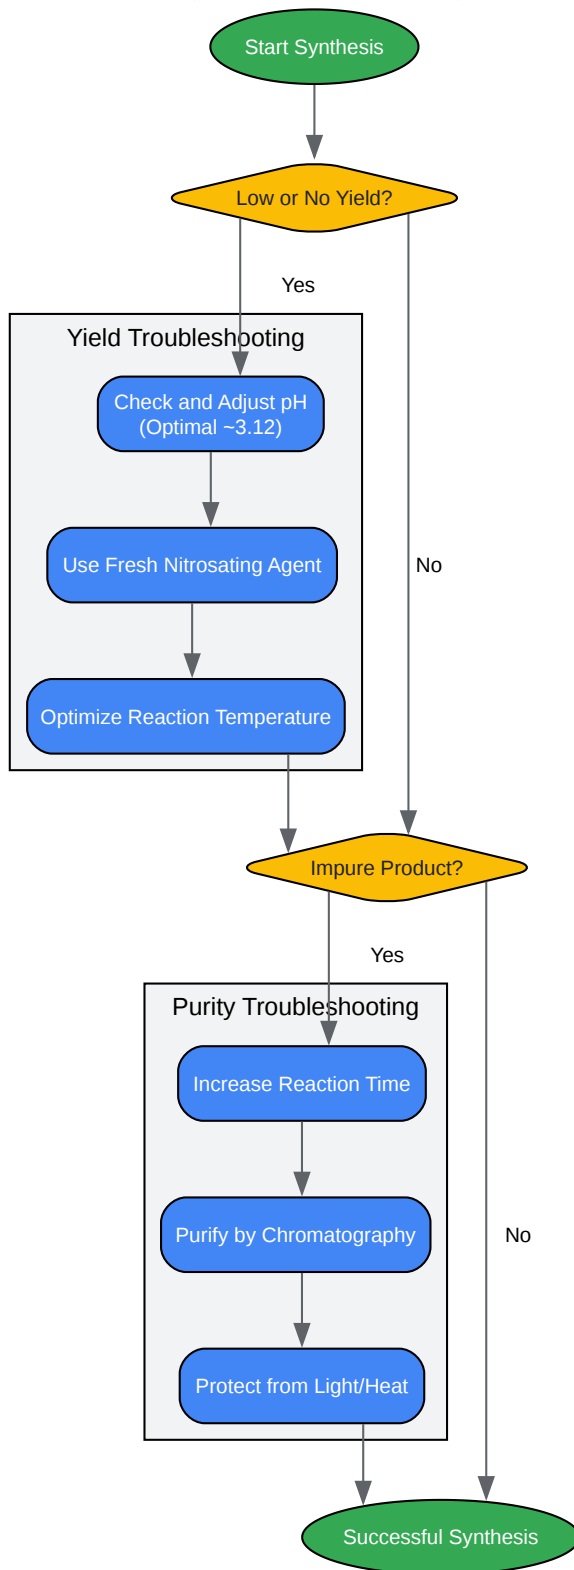 Start Synthesis
Low or No Yield?
Yes
Yield Troubleshooting
Check and Adjust pH
(Optimal ~3.12)
Use Fresh Nitrosating Agent
No
Optimize Reaction Temperature
Impure Product?
Yes
Purity Troubleshooting
Increase Reaction Time
Purify by Chromatography
No
Protect from Light/Heat
Successful Synthesis